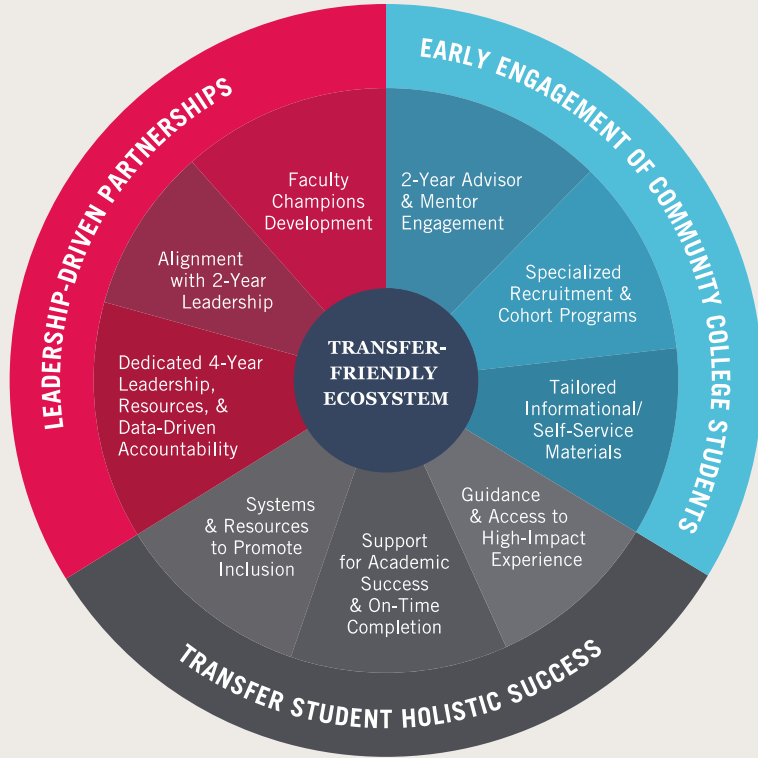 LEADERSHIP-DRIVEN PARTNERSHIPS
EARLY ENGAGEMENT OF COMMUNITY COLLEGE STUDENTS
TRANSFER STUDENT HOLISTIC SUCCESS
TRANSFER-
FRIENDLY
ECOSYSTEM
Faculty
Champions
Development
Alignment
with 2-Year
Leadership
Dedicated 4-Year
Leadership,
Resources, &
Data-Driven
Accountability
2-Year Advisor
& Mentor
Engagement
Specialized
Recruitment &
Cohort Programs
Tailored
Informational/
Self-Service
Materials
Guidance
& Access to
High-Impact
Experience
Support
for Academic
Success
& On-Time
Completion
Systems
& Resources
to Promote
Inclusion